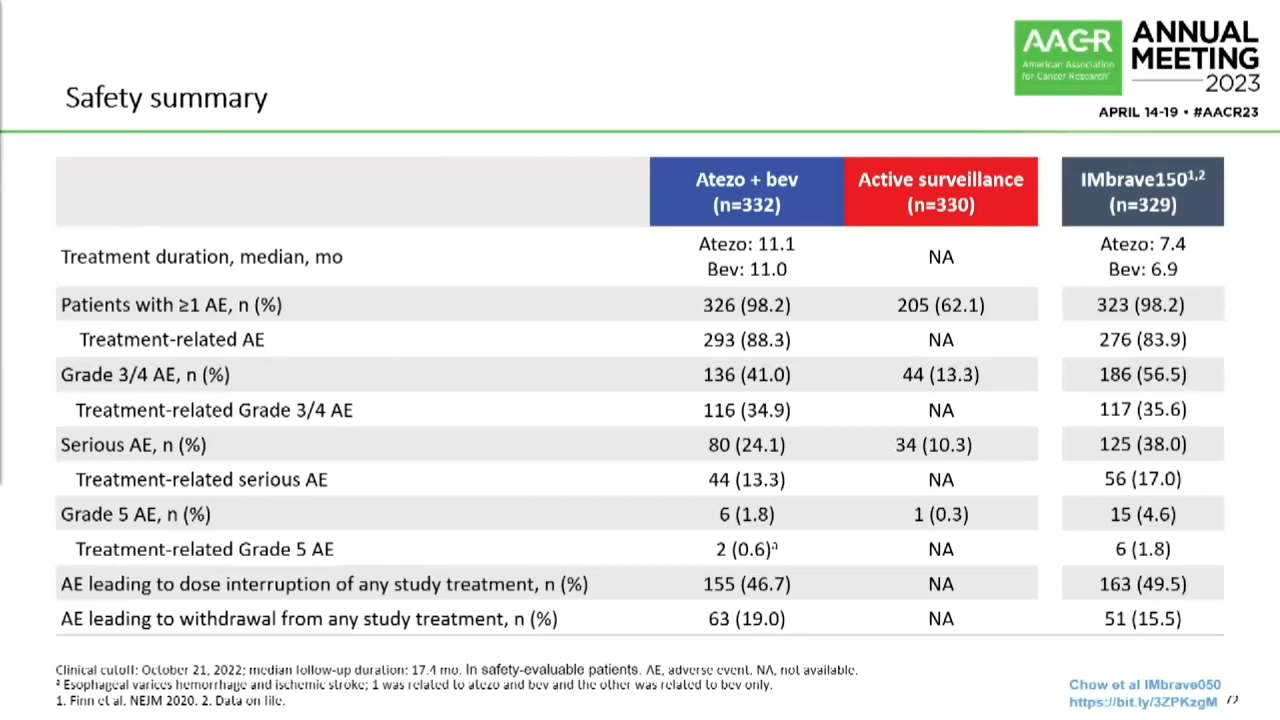 AACR
American Association
for Cancer Research
ANNUAL
MEETING
2023
APRIL 14-19 • #AACR23
Safety summary
Atezo + bev
(n=332)
Active surveillance
(n=330)
IMbrave150¹,²
(n=329)
Treatment duration, median, mo
Atezo: 11.1
Bev: 11.0
NA
Atezo: 7.4
Bev: 6.9
Patients with ≥1 AE, n (%) 326 (98.2) 205 (62.1) 323 (98.2)
Treatment-related AE 293 (88.3) NA 276 (83.9)
Grade 3/4 AE, n (%) 136 (41.0) 44 (13.3) 186 (56.5)
Treatment-related Grade 3/4 AE 116 (34.9) NA 117 (35.6)
Serious AE, n (%) 80 (24.1) 34 (10.3) 125 (38.0)
Treatment-related serious AE 44 (13.3) NA 56 (17.0)
Grade 5 AE, n (%) 6 (1.8) 1 (0.3) 15 (4.6)
Treatment-related Grade 5 AE 2 (0.6)ᵃ NA 6 (1.8)
AE leading to dose interruption of any study treatment, n (%) 155 (46.7) NA 163 (49.5)
AE leading to withdrawal from any study treatment, n (%) 63 (19.0) NA 51 (15.5)
Clinical cutoff: October 21, 2022; median follow-up duration: 17.4 mo. In safety-evaluable patients. AE, adverse event. NA, not available.
ᵃ Esophageal varices hemorrhage and ischemic stroke; 1 was related to atezo and bev and the other was related to bev only.
1. Finn et al. NEJM 2020. 2. Data on file.
Chow et al IMbrave050
https://bit.ly/3ZPKzgM